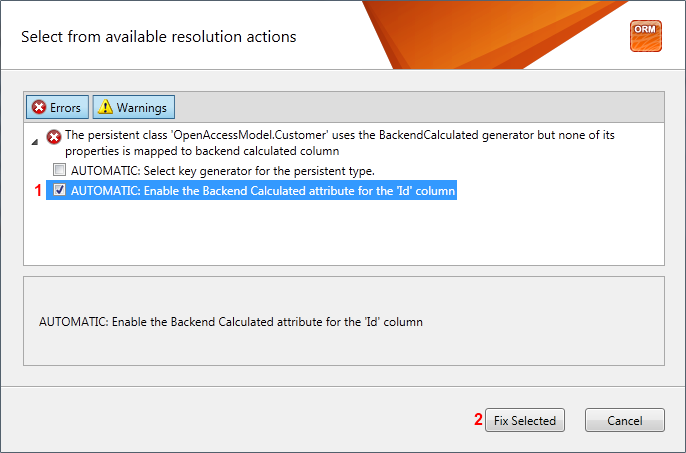 Select from available resolution actions
ORM
Errors
Warnings
The persistent class 'OpenAccessModel.Customer' uses the BackendCalculated generator but none of its
properties is mapped to backend calculated column
AUTOMATIC: Select key generator for the persistent type.
1 AUTOMATIC: Enable the Backend Calculated attribute for the 'Id' column
AUTOMATIC: Enable the Backend Calculated attribute for the 'Id' column
2 Fix Selected
Cancel